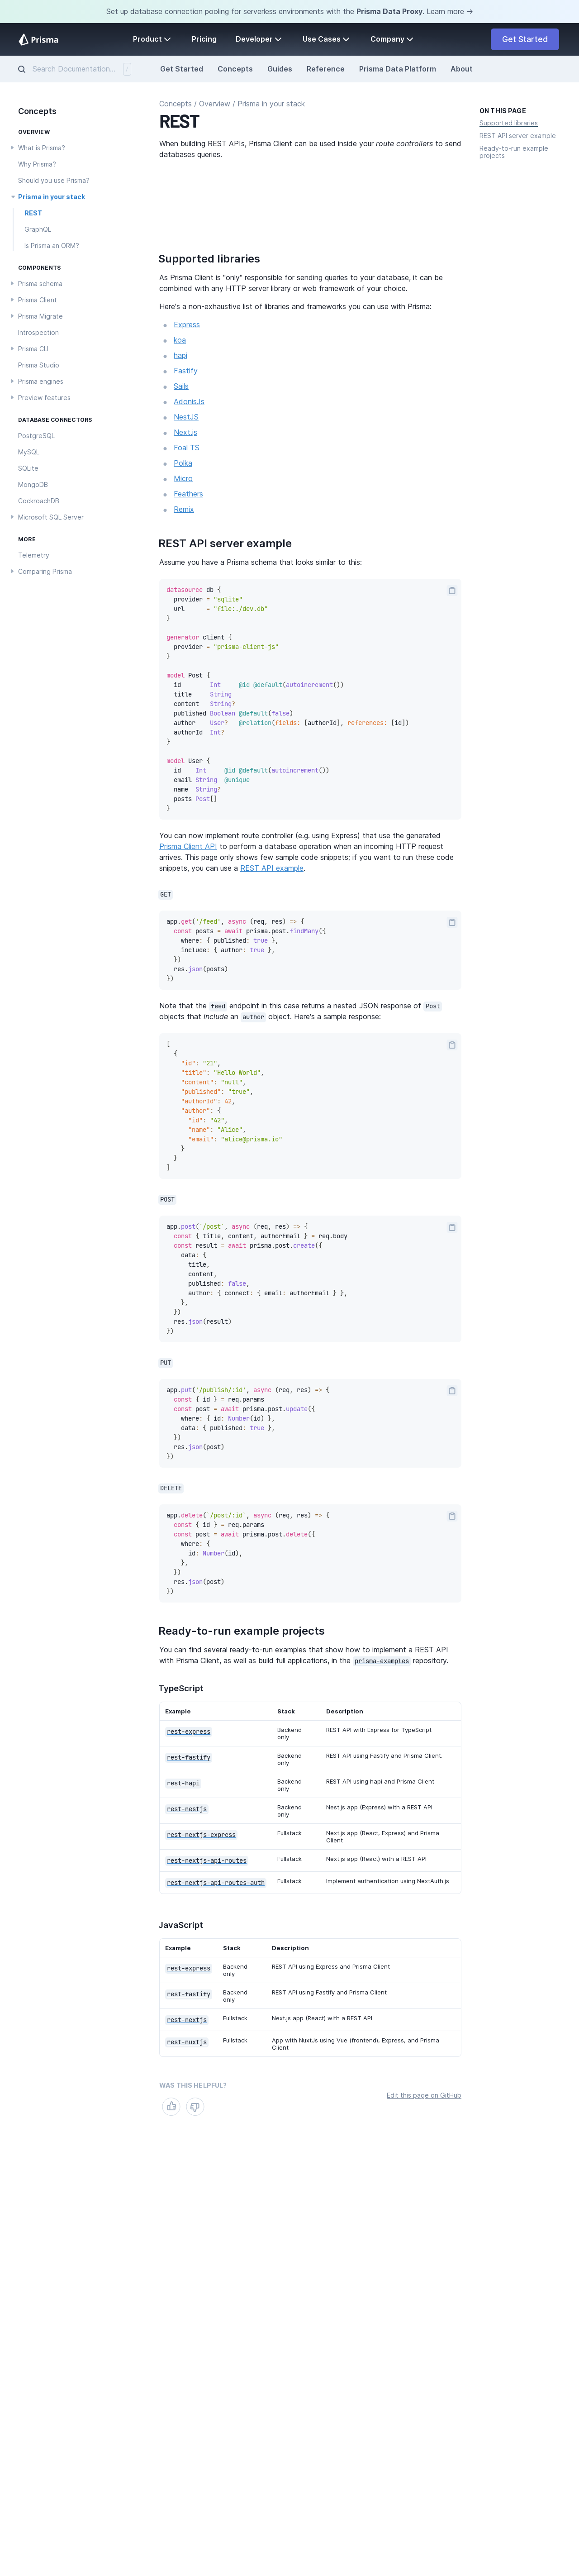 Set up database connection pooling for serverless environments with the Prisma Data Proxy. Learn more →
Prisma
Product
Pricing
Developer
Use Cases
Company
Get Started
Search Documentation... /
Get Started
Concepts
Guides
Reference
Prisma Data Platform
About
Concepts
OVERVIEW
What is Prisma?
Why Prisma?
Should you use Prisma?
Prisma in your stack
REST
GraphQL
Is Prisma an ORM?
COMPONENTS
Prisma schema
Prisma Client
Prisma Migrate
Introspection
Prisma CLI
Prisma Studio
Prisma engines
Preview features
DATABASE CONNECTORS
PostgreSQL
MySQL
SQLite
MongoDB
CockroachDB
Microsoft SQL Server
MORE
Telemetry
Comparing Prisma
Concepts / Overview / Prisma in your stack
REST
When building REST APIs, Prisma Client can be used inside your route controllers to send
databases queries.
Supported libraries
As Prisma Client is "only" responsible for sending queries to your database, it can be
combined with any HTTP server library or web framework of your choice.
Here's a non-exhaustive list of libraries and frameworks you can use with Prisma:
Express
koa
hapi
Fastify
Sails
AdonisJs
NestJS
Next.js
Foal TS
Polka
Micro
Feathers
Remix
REST API server example
Assume you have a Prisma schema that looks similar to this:
datasource db {
  provider = "sqlite"
  url      = "file:./dev.db"
}
generator client {
  provider = "prisma-client-js"
}
model Post {
  id        Int     @id @default(autoincrement())
  title     String
  content   String?
  published Boolean @default(false)
  author    User?   @relation(fields: [authorId], references: [id])
  authorId  Int?
}
model User {
  id    Int     @id @default(autoincrement())
  email String  @unique
  name  String?
  posts Post[]
}
You can now implement route controller (e.g. using Express) that use the generated
Prisma Client API to perform a database operation when an incoming HTTP request
arrives. This page only shows few sample code snippets; if you want to run these code
snippets, you can use a REST API example.
GET
app.get('/feed', async (req, res) => {
  const posts = await prisma.post.findMany({
    where: { published: true },
    include: { author: true },
  })
  res.json(posts)
})
Note that the feed endpoint in this case returns a nested JSON response of Post
objects that include an author object. Here's a sample response:
[
  {
    "id": "21",
    "title": "Hello World",
    "content": "null",
    "published": "true",
    "authorId": 42,
    "author": {
      "id": "42",
      "name": "Alice",
      "email": "alice@prisma.io"
    }
  }
]
POST
app.post(`/post`, async (req, res) => {
  const { title, content, authorEmail } = req.body
  const result = await prisma.post.create({
    data: {
      title,
      content,
      published: false,
      author: { connect: { email: authorEmail } },
    },
  })
  res.json(result)
})
PUT
app.put('/publish/:id', async (req, res) => {
  const { id } = req.params
  const post = await prisma.post.update({
    where: { id: Number(id) },
    data: { published: true },
  })
  res.json(post)
})
DELETE
app.delete(`/post/:id`, async (req, res) => {
  const { id } = req.params
  const post = await prisma.post.delete({
    where: {
      id: Number(id),
    },
  })
  res.json(post)
})
Ready-to-run example projects
You can find several ready-to-run examples that show how to implement a REST API
with Prisma Client, as well as build full applications, in the prisma-examples repository.
TypeScript
Example Stack Description
rest-express Backend only REST API with Express for TypeScript
rest-fastify Backend only REST API using Fastify and Prisma Client.
rest-hapi Backend only REST API using hapi and Prisma Client
rest-nestjs Backend only Nest.js app (Express) with a REST API
rest-nextjs-express Fullstack Next.js app (React, Express) and Prisma Client
rest-nextjs-api-routes Fullstack Next.js app (React) with a REST API
rest-nextjs-api-routes-auth Fullstack Implement authentication using NextAuth.js
JavaScript
Example Stack Description
rest-express Backend only REST API using Express and Prisma Client
rest-fastify Backend only REST API using Fastify and Prisma Client
rest-nextjs Fullstack Next.js app (React) with a REST API
rest-nuxtjs Fullstack App with NuxtJs using Vue (frontend), Express, and Prisma Client
WAS THIS HELPFUL?
Edit this page on GitHub
ON THIS PAGE
Supported libraries
REST API server example
Ready-to-run example
projects